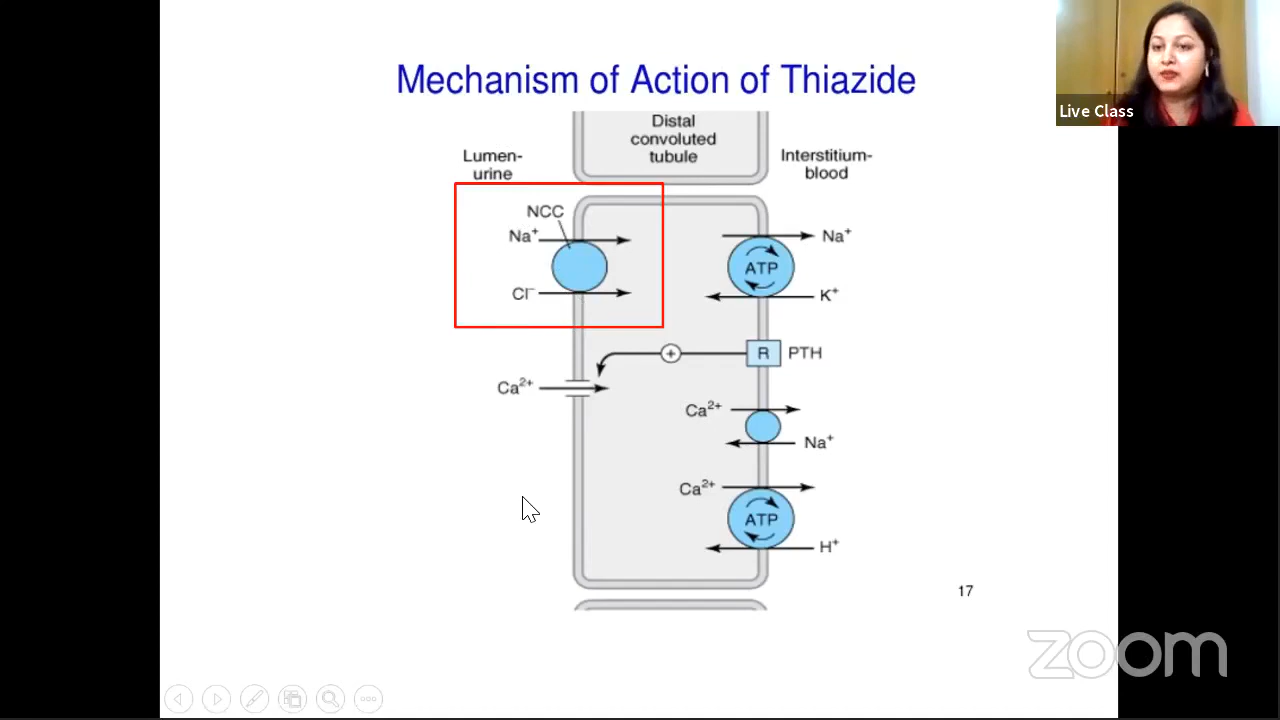 Mechanism of Action of Thiazide
Live Class
Distal
convoluted
tubule
Lumen-
urine
Interstitium-
blood
NCC
Na⁺
Cl⁻
Na⁺
ATP
K⁺
R
PTH
+
Ca²⁺
Ca²⁺
Na⁺
Ca²⁺
ATP
H⁺
17
zoom